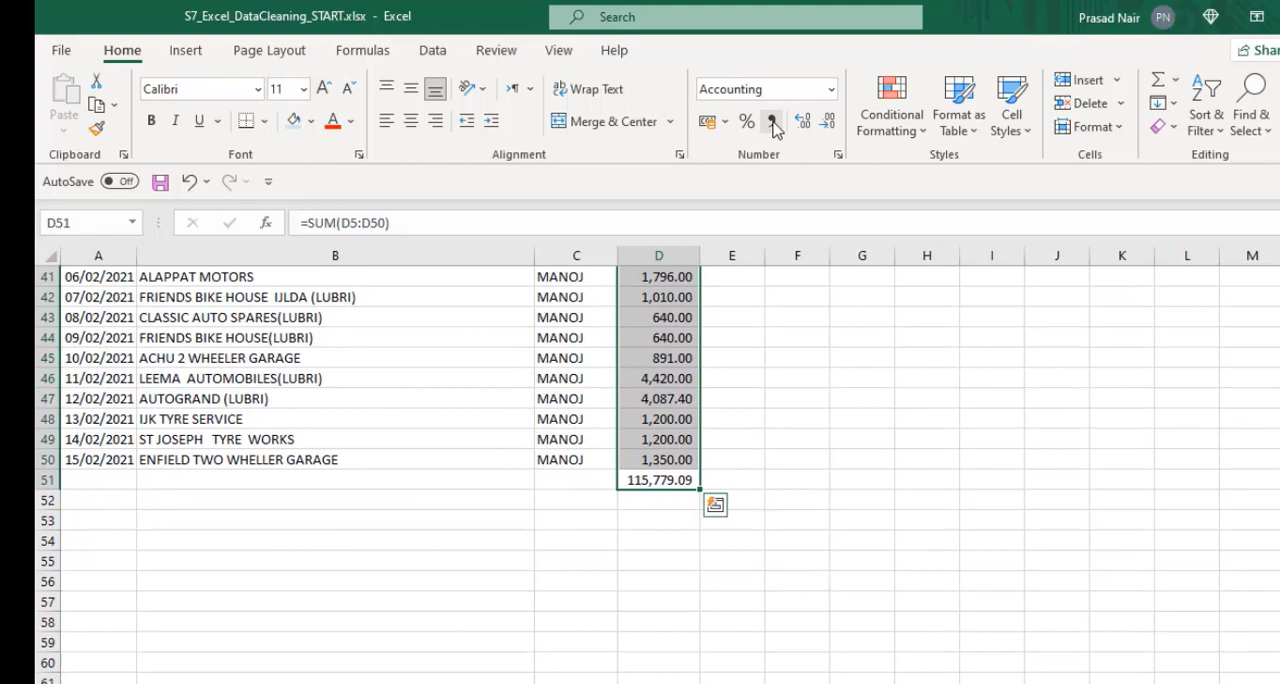 S7_Excel_DataCleaning_START.xlsx - Excel
Search
Prasad Nair PN
File Home Insert Draw Page Layout Formulas Data Review View Help
Paste
Calibri 11
B I U A
Wrap Text
Merge & Center
Accounting
%
Conditional Formatting
Format as Table
Cell Styles
Insert
Delete
Format
Sort & Filter
Find & Select
Clipboard Font Alignment Number Styles Cells Editing
AutoSave Off
D51 fx =SUM(D5:D50)
A B C D E F G H I J K L M
41 06/02/2021 ALAPPAT MOTORS MANOJ 1,796.00
42 07/02/2021 FRIENDS BIKE HOUSE IJLDA (LUBRI) MANOJ 1,010.00
43 08/02/2021 CLASSIC AUTO SPARES(LUBRI) MANOJ 640.00
44 09/02/2021 FRIENDS BIKE HOUSE(LUBRI) MANOJ 640.00
45 10/02/2021 ACHU 2 WHEELER GARAGE MANOJ 891.00
46 11/02/2021 LEEMA AUTOMOBILES(LUBRI) MANOJ 4,420.00
47 12/02/2021 AUTOGRAND (LUBRI) MANOJ 4,087.40
48 13/02/2021 IJK TYRE SERVICE MANOJ 1,200.00
49 14/02/2021 ST JOSEPH TYRE WORKS MANOJ 1,200.00
50 15/02/2021 ENFIELD TWO WHELLER GARAGE MANOJ 1,350.00
51 115,779.09
52
53
54
55
56
57
58
59
60